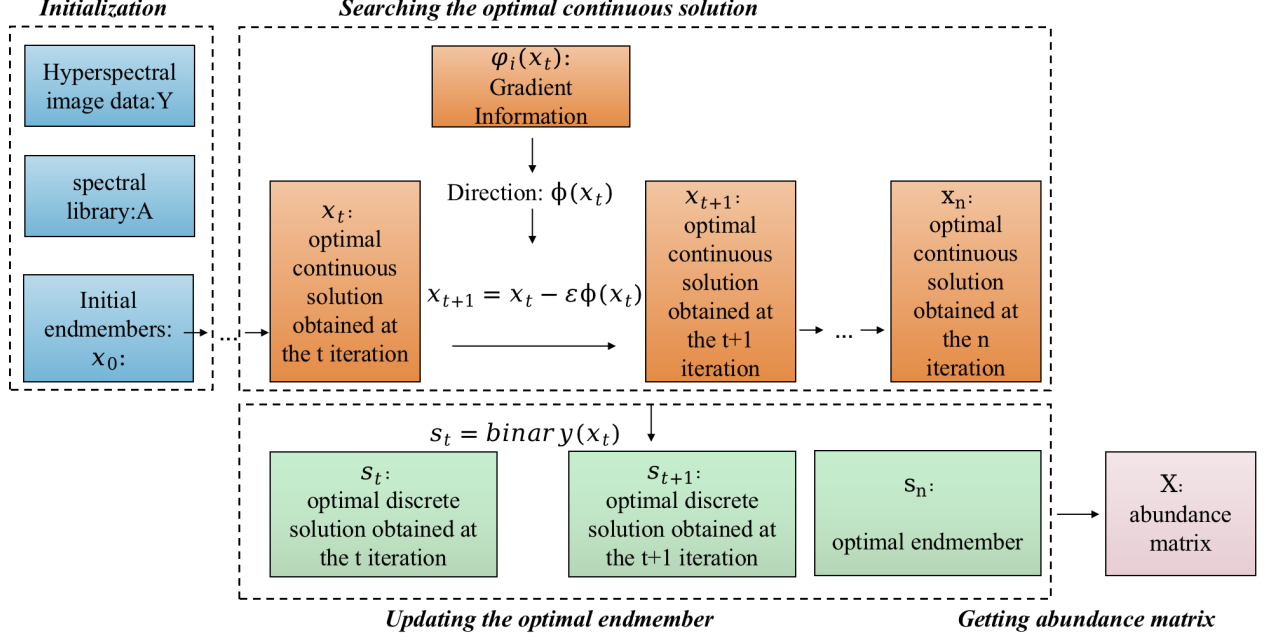 Initialization
Searching the optimal continuous solution
Hyperspectral
image data:Y
spectral
library:A
Initial
endmembers:
x₀:
...
φᵢ(xₜ):
Gradient
Information
Direction: ϕ(xₜ)
xₜ:
optimal
continuous
solution
obtained at
the t iteration
xₜ₊₁ = xₜ − εϕ(xₜ)
xₜ₊₁:
optimal
continuous
solution
obtained at
the t+1
iteration
...
xₙ:
optimal
continuous
solution
obtained at
the n
iteration
sₜ = binary(xₜ)
sₜ:
optimal discrete
solution obtained at
the t iteration
sₜ₊₁:
optimal discrete
solution obtained at
the t+1 iteration
sₙ:
optimal endmember
X:
abundance
matrix
Updating the optimal endmember
Getting abundance matrix